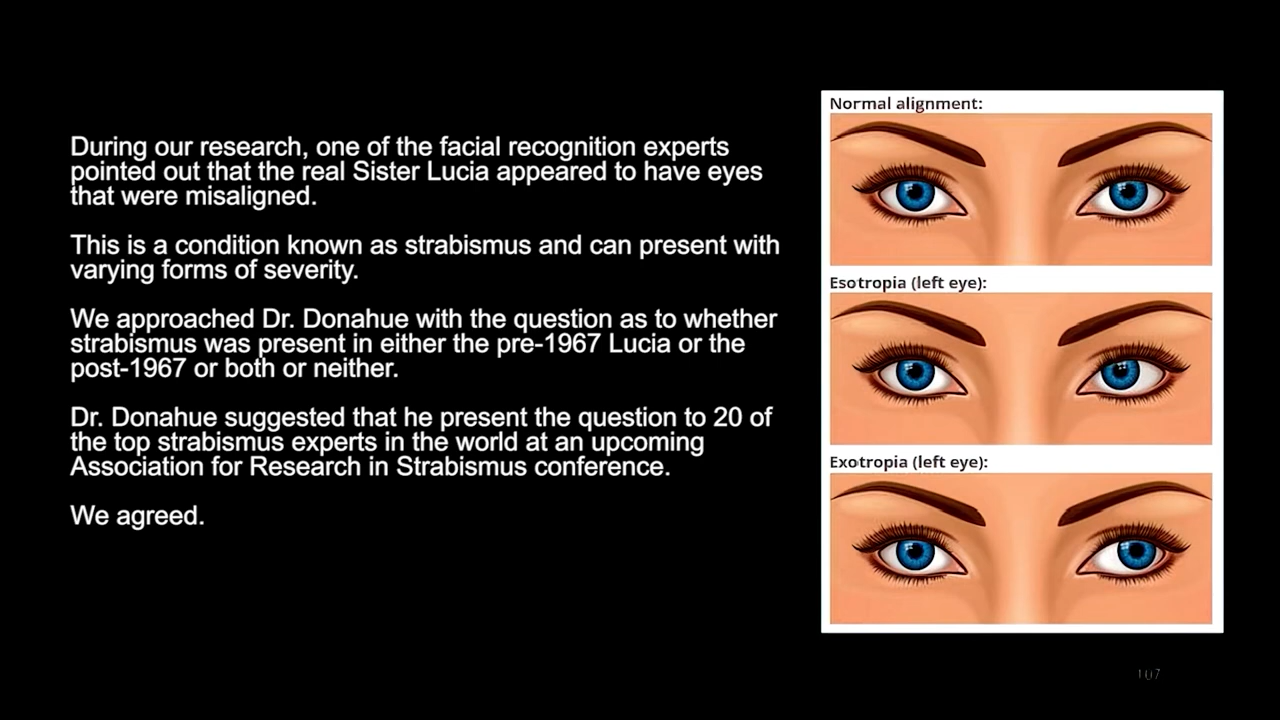 During our research, one of the facial recognition experts
pointed out that the real Sister Lucia appeared to have eyes
that were misaligned.
This is a condition known as strabismus and can present with
varying forms of severity.
We approached Dr. Donahue with the question as to whether
strabismus was present in either the pre-1967 Lucia or the
post-1967 or both or neither.
Dr. Donahue suggested that he present the question to 20 of
the top strabismus experts in the world at an upcoming
Association for Research in Strabismus conference.
We agreed.
Normal alignment:
Esotropia (left eye):
Exotropia (left eye):
107